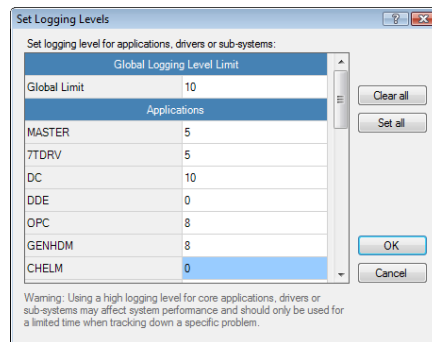 Set Logging Levels
Set logging level for applications, drivers or sub-systems:
Global Logging Level Limit
Global Limit 10
Applications
MASTER 5
7TDRV 5
DC 10
DDE 0
OPC 8
GENHDM 8
CHELM 0
Clear all
Set all
OK
Cancel
Warning: Using a high logging level for core applications, drivers or
sub-systems may affect system perfomance and should only be used for
a limited time when tracking down a specific problem.